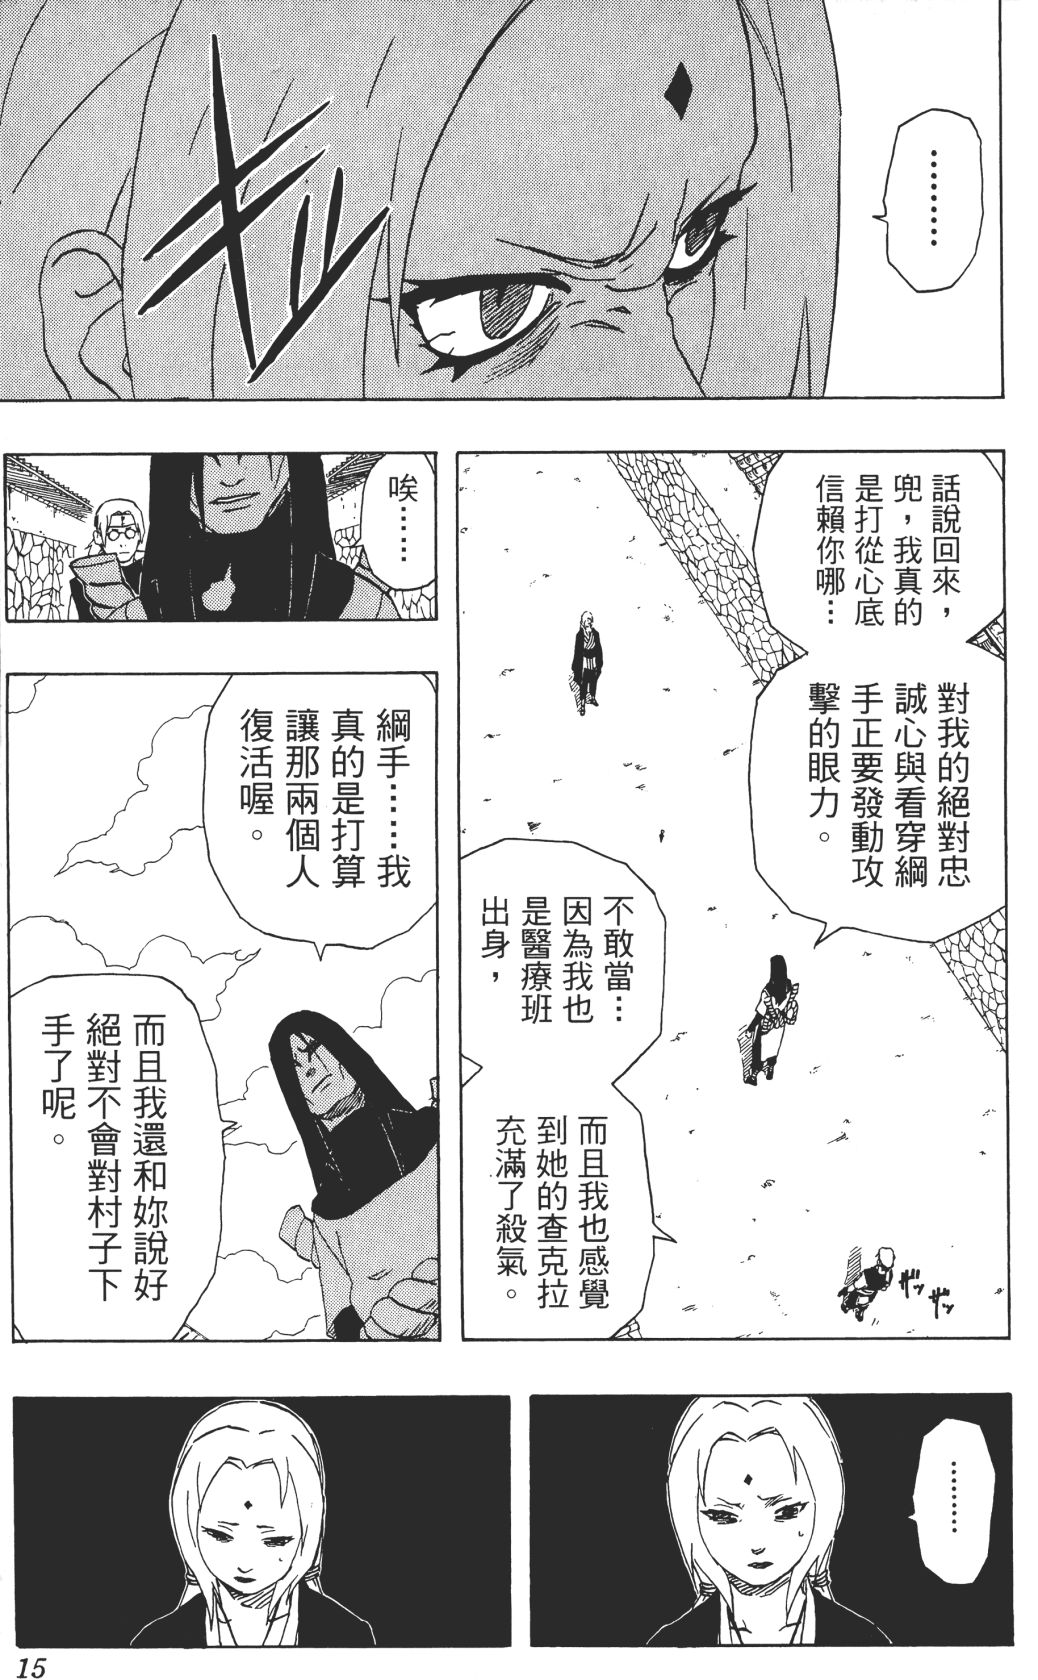 ………
ギリッ
話說回來，
兜，我真的
是打從心底
信賴你哪…
對我的絕對忠
誠心與看穿綱
手正要發動攻
擊的眼力。
不敢當…
因為我也
是醫療班
出身，
而且我也感覺
到她的查克拉
充滿了殺氣。
ザッ
ザッ
唉……
綱手……我
真的是打算
讓那兩個人
復活喔。
而且我還和妳說好
絕對不會對村子下
手了呢。
………
15